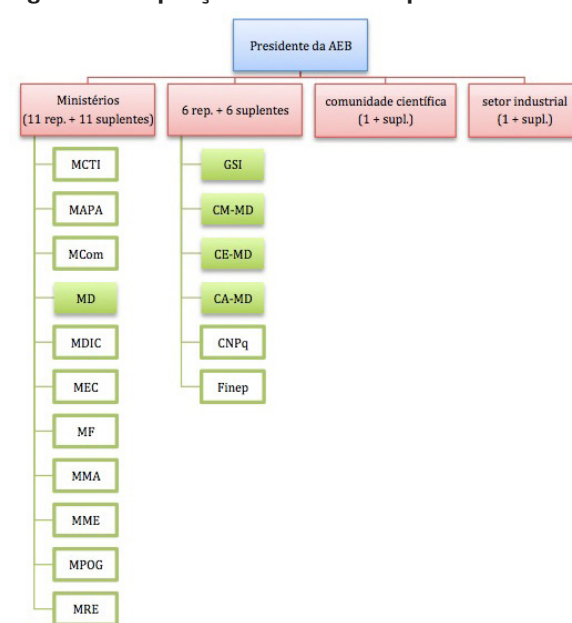 Presidente da AEB
Ministérios
(11 rep. + 11 suplentes)
6 rep. + 6 suplentes
comunidade científica
(1 + supl.)
setor industrial
(1 + supl.)
MCTI
MAPA
MCom
MD
MDIC
MEC
MF
MMA
MME
MPOG
MRE
GSI
CM-MD
CE-MD
CA-MD
CNPq
Finep